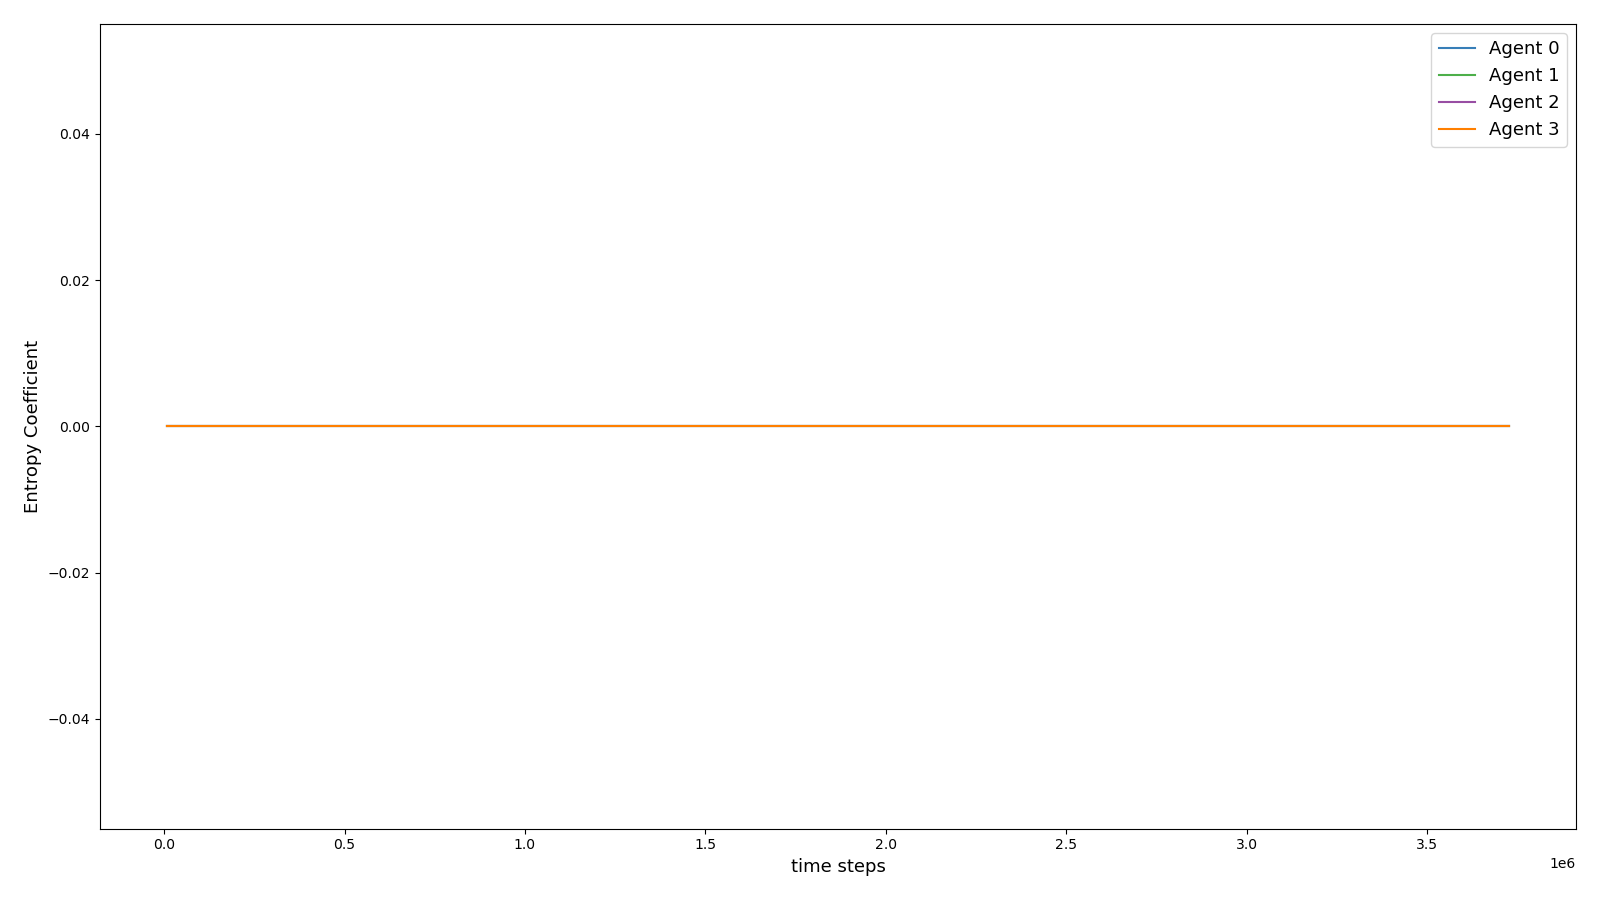 Agent 0
Agent 1
Agent 2
Agent 3
0.04
0.02
0.00
−0.02
−0.04
Entropy Coefficient
0.0 0.5 1.0 1.5 2.0 2.5 3.0 3.5
1e6
time steps